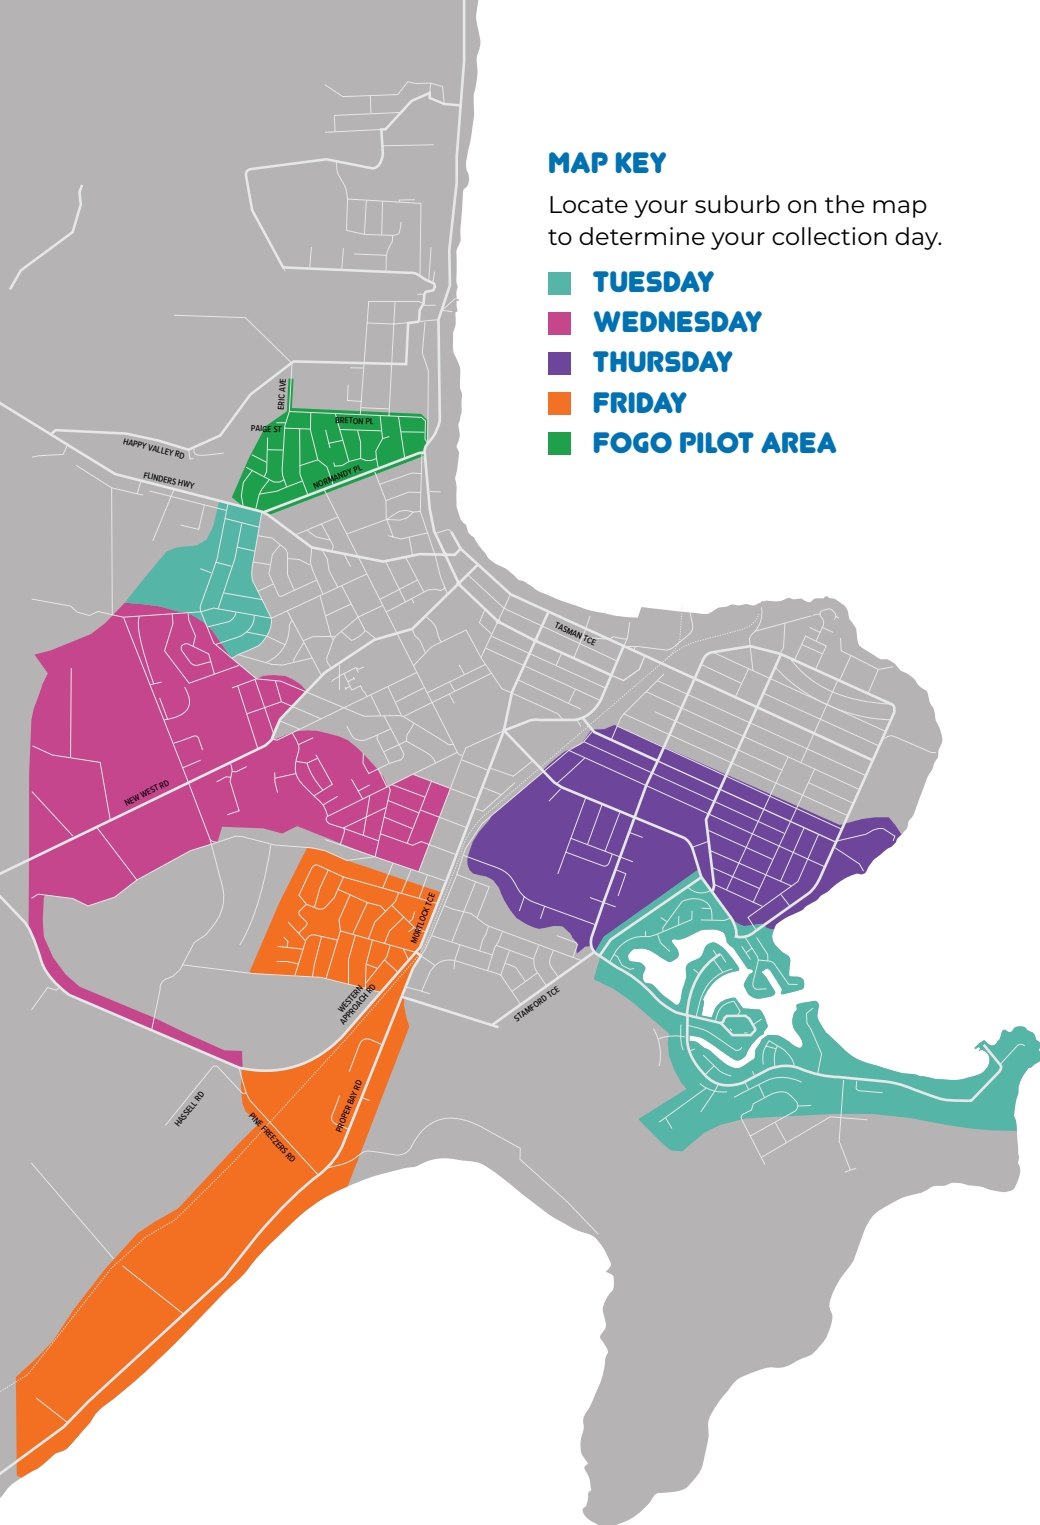 MAP KEY
Locate your suburb on the map
to determine your collection day.
TUESDAY
WEDNESDAY
THURSDAY
FRIDAY
FOGO PILOT AREA
ERIC AVE
BRETON PL
PAIGE ST
HAPPY VALLEY RD
NORMANDY PL
FLINDERS HWY
TASMAN TCE
NEW WEST RD
MORTLOCK TCE
WESTERN
APPROACH RD
STAMFORD TCE
HASSELL RD
PROPER BAY RD
PINE FREEZERS RD